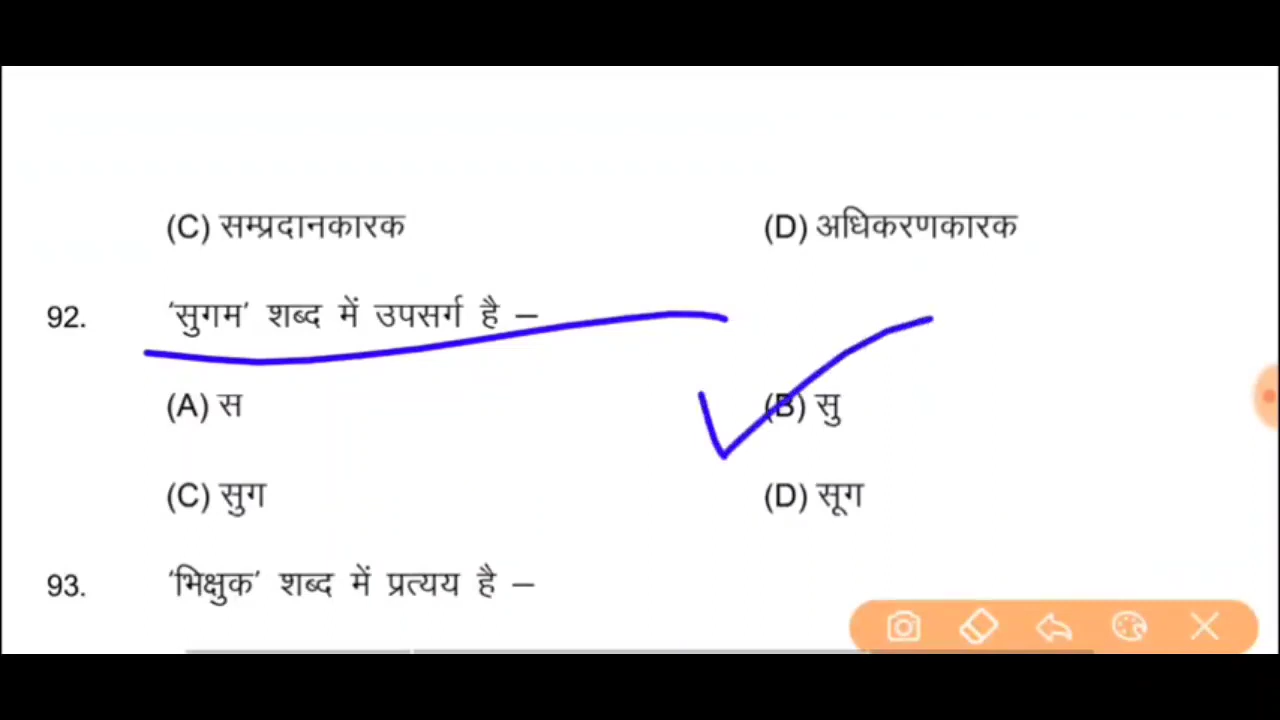 (C) सम्प्रदानकारक (D) अधिकरणकारक
92. 'सुगम' शब्द में उपसर्ग है –
(A) स (B) सु
(C) सुग (D) सूग
93. 'भिक्षुक' शब्द में प्रत्यय है –